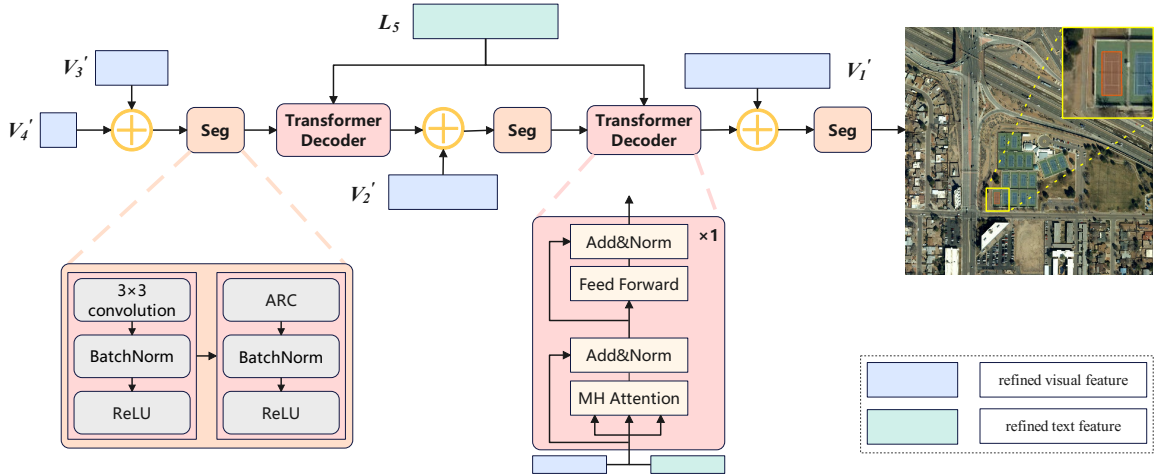 L5
V3′
V1′
V4′
Seg
Transformer
Decoder
Seg
Transformer
Decoder
Seg
V2′
×1
Add&Norm
Feed Forward
Add&Norm
MH Attention
3×3
convolution
BatchNorm
ReLU
ARC
BatchNorm
ReLU
refined visual feature
refined text feature